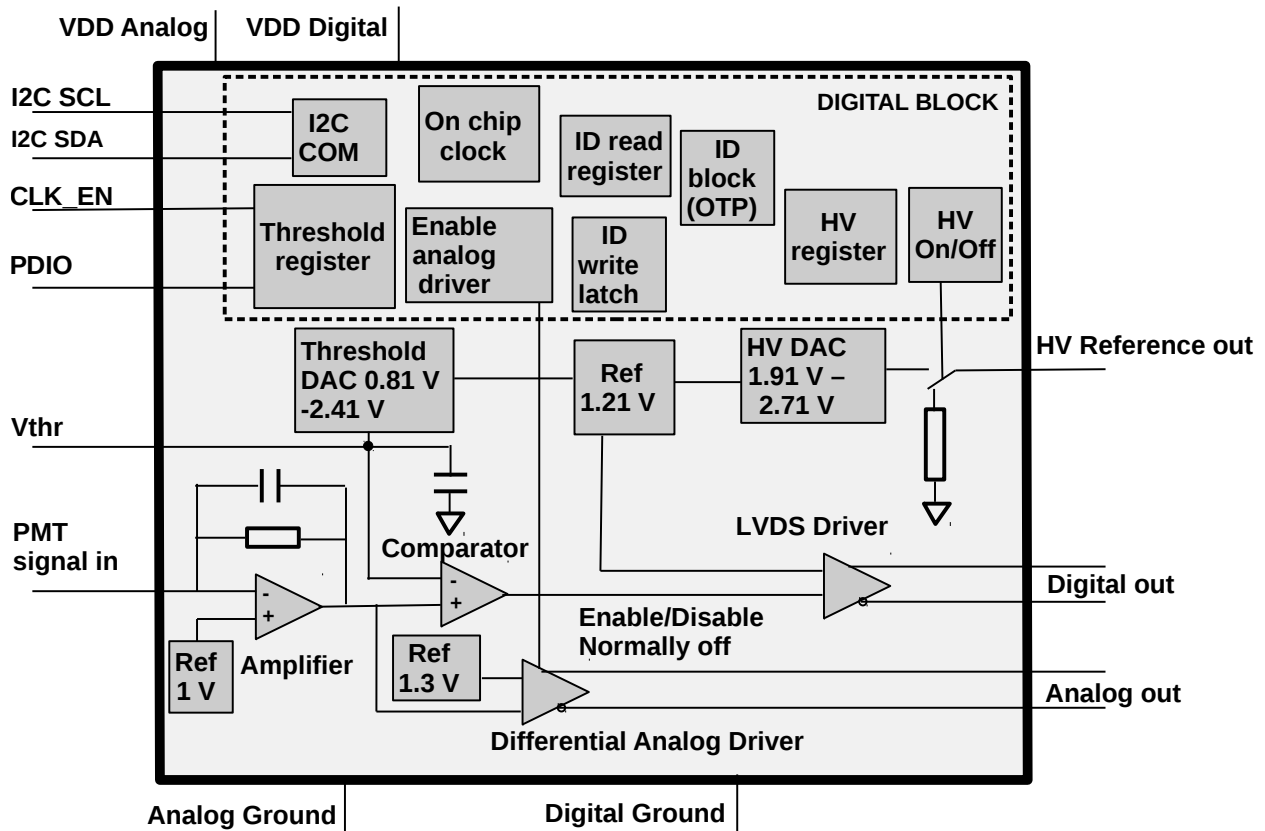 VDD Analog
VDD Digital
I2C SCL
I2C SDA
CLK_EN
PDIO
DIGITAL BLOCK
I2C
COM
On chip
clock
ID read
register
ID
block
(OTP)
Threshold
register
Enable
analog
driver
ID
write
latch
HV
register
HV
On/Off
Threshold
DAC 0.81 V
-2.41 V
Ref
1.21 V
HV DAC
1.91 V –
2.71 V
HV Reference out
Vthr
PMT
signal in
Comparator
LVDS Driver
-
+
-
+
Digital out
Enable/Disable
Normally off
Ref
1 V
Amplifier
Ref
1.3 V
Analog out
Differential Analog Driver
Analog Ground
Digital Ground